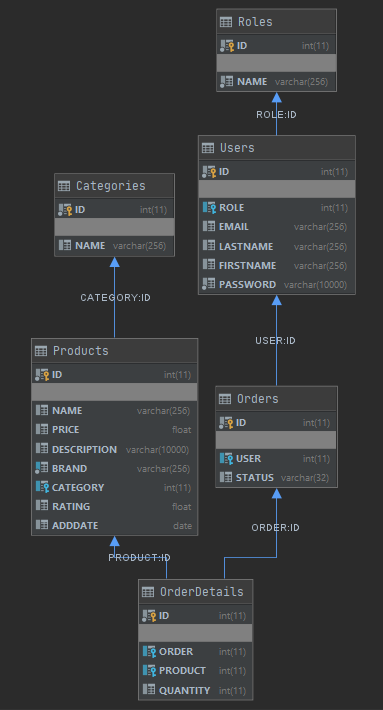 Roles
ID int(11)
NAME varchar(256)
ROLE:ID
Users
ID int(11)
ROLE int(11)
EMAIL varchar(256)
LASTNAME varchar(256)
FIRSTNAME varchar(256)
PASSWORD varchar(10000)
Categories
ID int(11)
NAME varchar(256)
CATEGORY:ID
USER:ID
Products
ID int(11)
NAME varchar(256)
PRICE float
DESCRIPTION varchar(10000)
BRAND varchar(256)
CATEGORY int(11)
RATING float
ADDDATE date
Orders
ID int(11)
USER int(11)
STATUS varchar(32)
ORDER:ID
PRODUCT:ID
OrderDetails
ID int(11)
ORDER int(11)
PRODUCT int(11)
QUANTITY int(11)